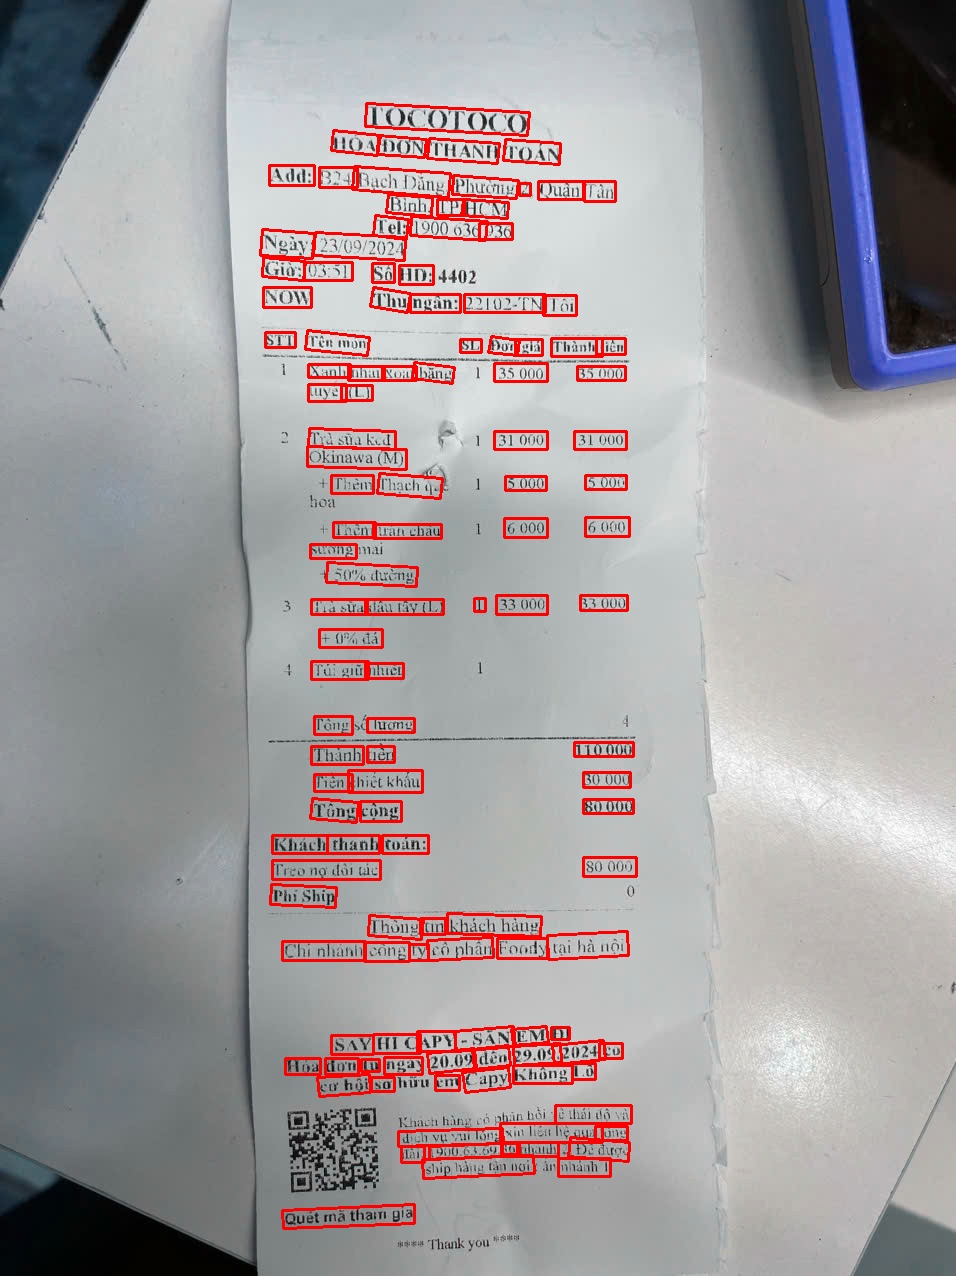 TOCOTOCO
HÓA ĐƠN THANH TOÁN
Add: B24 Bạch Đằng, Phường 2, Quận Tân
Bình, TP HCM
Tel: 1900 636 936
Ngày: 23/09/2024
Giờ: 03:51 Số HD: 4402
NOW Thu ngân: 22102-TN Tối
STT Tên món SL Đơn giá Thành tiền
1 Xanh nhài xoài băng 1 35 000 35 000
tuyết (L)
2 Trà sữa kcd 1 31 000 31 000
Okinawa (M)
+ Thêm Thạch quế 1 5 000 5 000
hoa
+ Thêm trân châu 1 6 000 6 000
sương mai
+ 50% đường
3 Trà sữa dâu tây (L) 1 33 000 33 000
+ 0% đá
4 Túi giữ nhiệt 1
Tổng số lượng 4
Thành tiền 110 000
Tiền chiết khấu 30 000
Tổng cộng 80 000
Khách thanh toán:
Treo nợ đối tác 80 000
Phí Ship 0
Thông tin khách hàng
Chi nhánh công ty cổ phần Foody tại hà nội
SAY HI CAPY - SĂN EM ĐI
Hóa đơn từ ngày 20.09 đến 29.09.2024 có
cơ hội sở hữu em Capy Khổng Lồ
Khách hàng có phản hồi về thái độ và
dịch vụ vui lòng xin liên hệ qua tổng
đài 1900.63.69.36 nhánh 2. Để được
ship hàng tận nơi ấn nhánh 1
Quét mã tham gia
**** Thank you ****